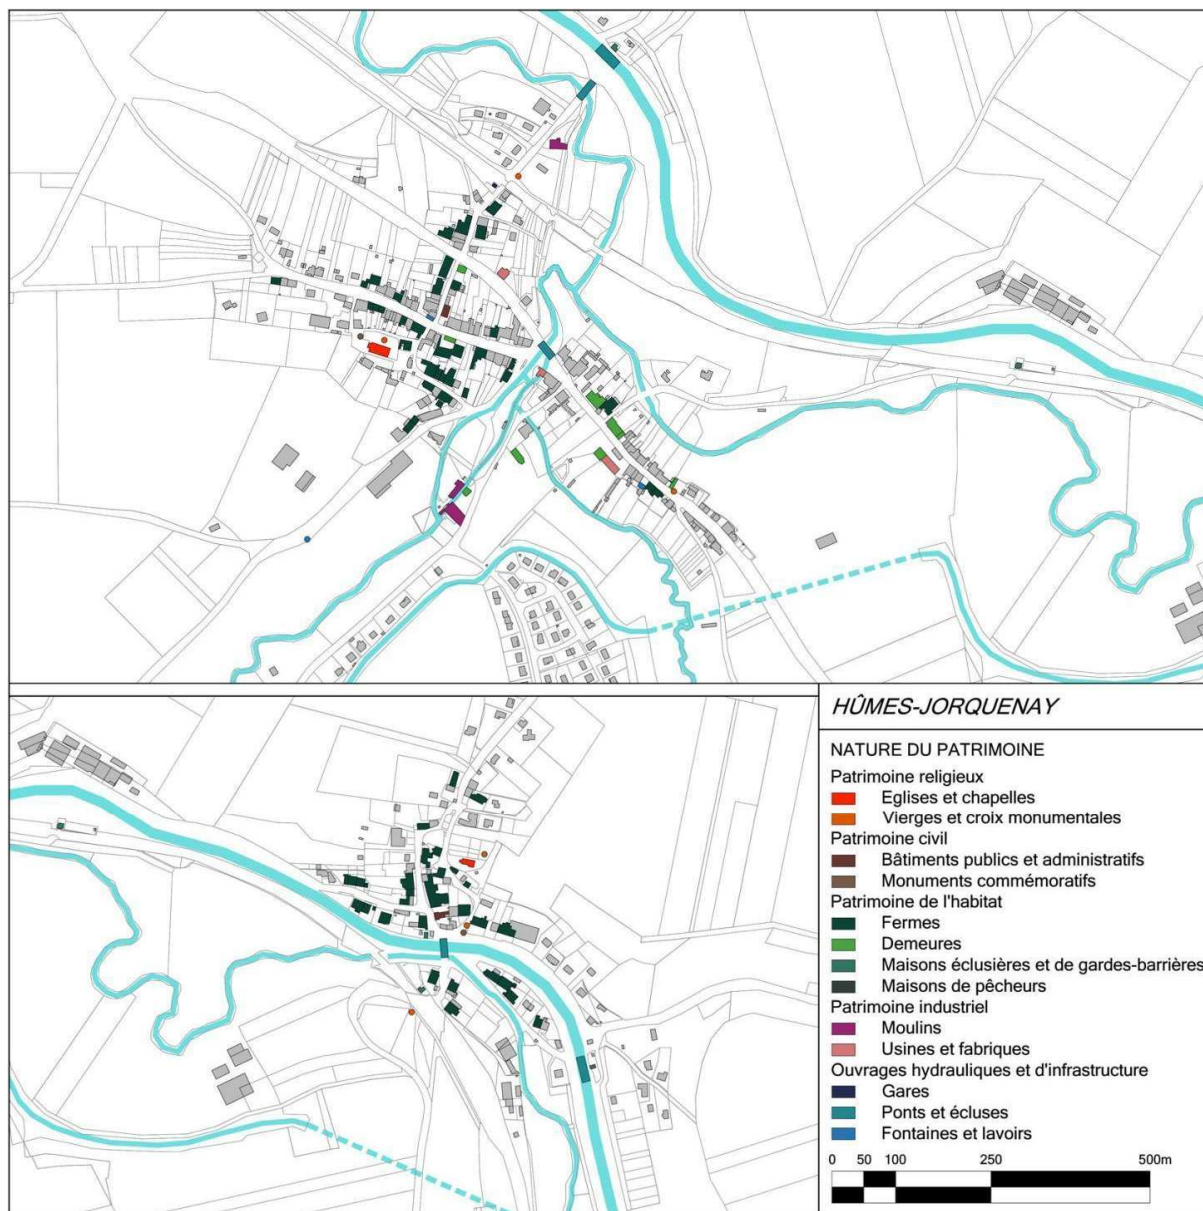 HÛMES-JORQUENAY
NATURE DU PATRIMOINE
Patrimoine religieux
Eglises et chapelles
Vierges et croix monumentales
Patrimoine civil
Bâtiments publics et administratifs
Monuments commémoratifs
Patrimoine de l'habitat
Fermes
Demeures
Maisons éclusières et de gardes-barrières
Maisons de pêcheurs
Patrimoine industriel
Moulins
Usines et fabriques
Ouvrages hydrauliques et d'infrastructure
Gares
Ponts et écluses
Fontaines et lavoirs
0 50 100 250 500m